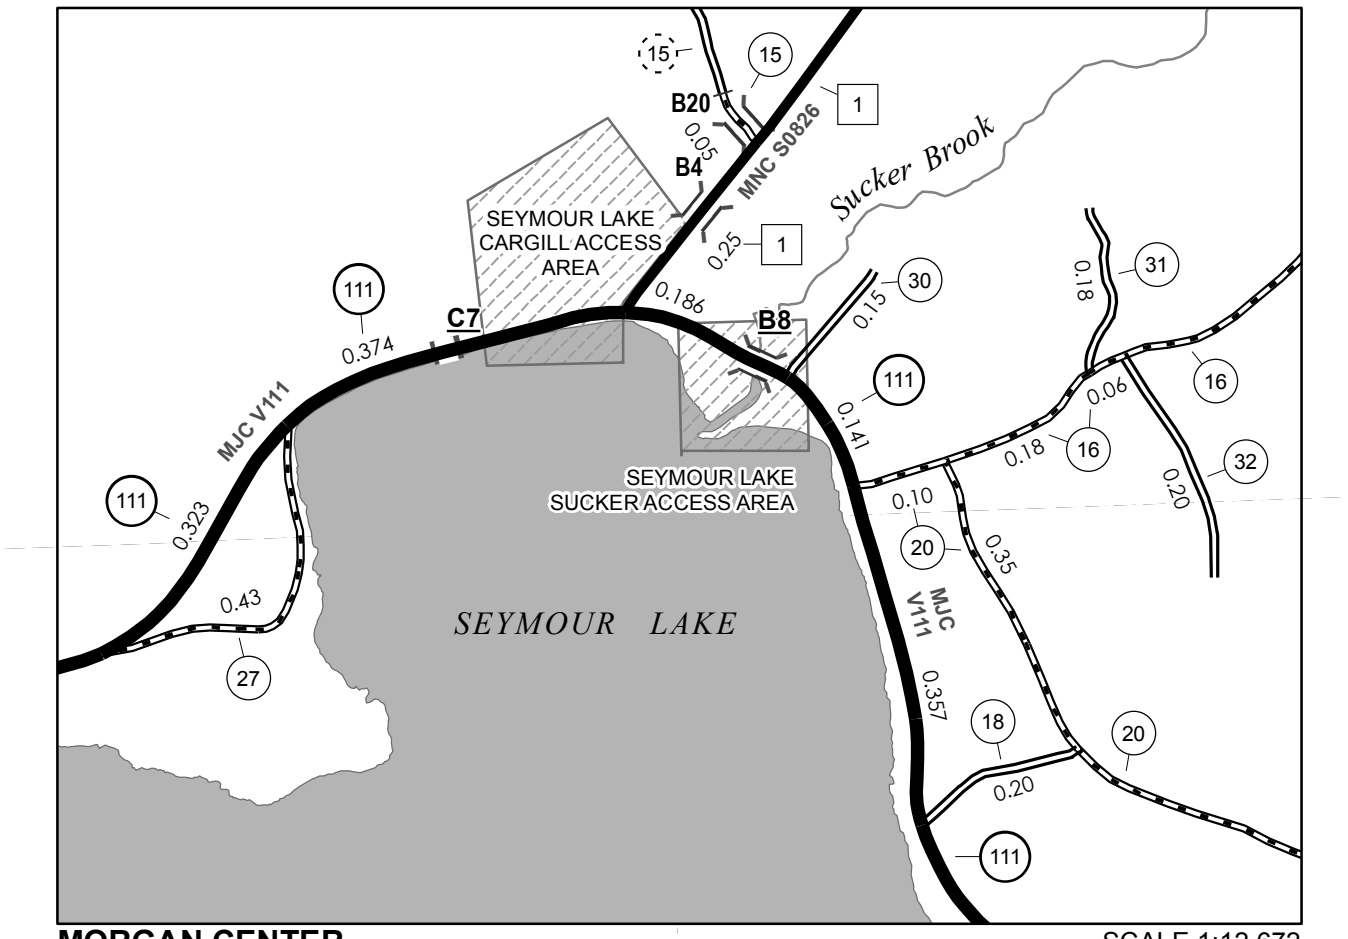 15
15
B20
1
0.05
MNC S0826
B4
Sucker Brook
SEYMOUR LAKE
CARGILL ACCESS
AREA
0.25
1
31
0.18
111
0.186
30
0.15
C7
B8
0.374
111
16
0.06
MJC V111
0.141
16
0.18
SEYMOUR LAKE
SUCKER ACCESS AREA
32
0.20
111
0.323
0.10
20
0.35
0.43
SEYMOUR LAKE
MJC
V111
27
0.357
18
20
0.20
111